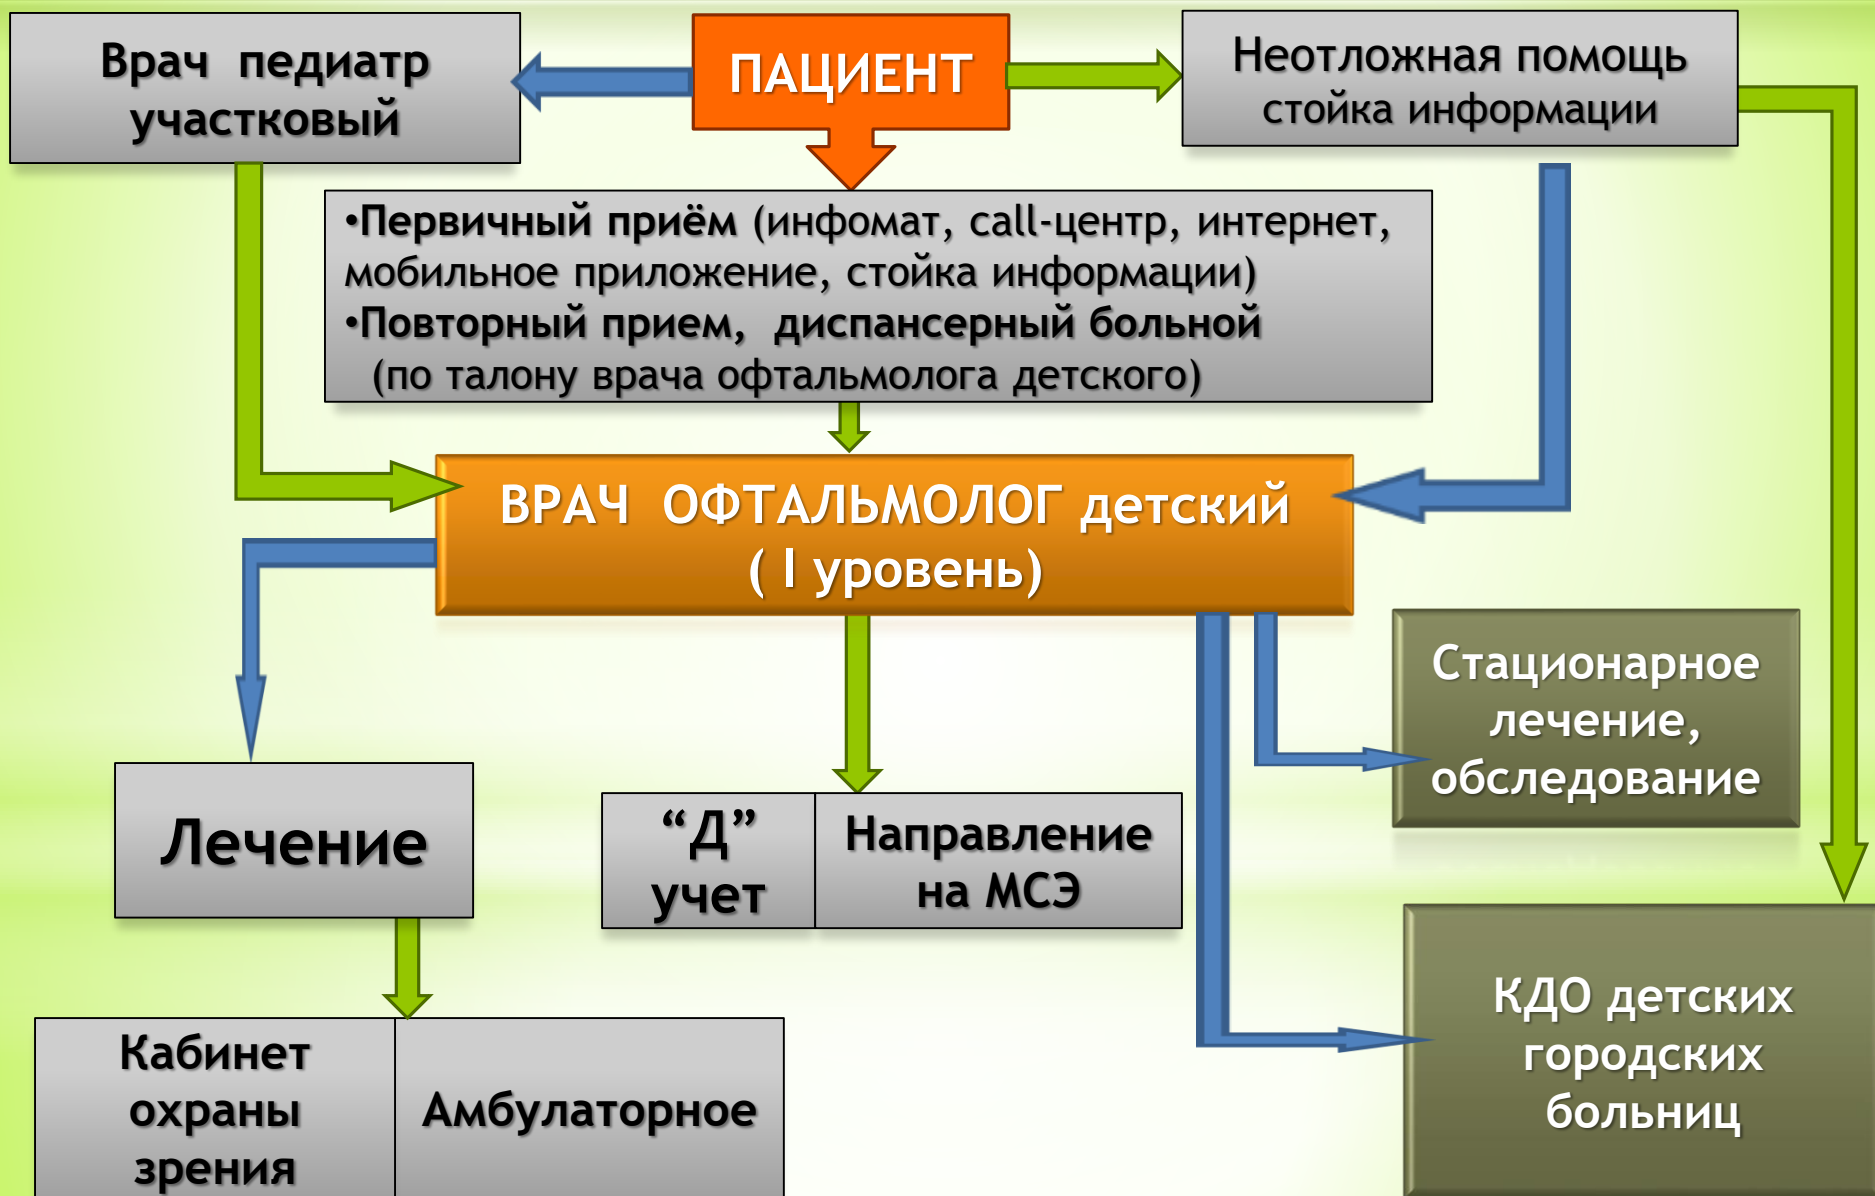 Врач педиатр
участковый
ПАЦИЕНТ
Неотложная помощь
стойка информации
•Первичный приём (инфомат, call-центр, интернет,
мобильное приложение, стойка информации)
•Повторный прием, диспансерный больной
(по талону врача офтальмолога детского)
ВРАЧ ОФТАЛЬМОЛОГ детский
( I уровень)
Стационарное
лечение,
обследование
Лечение
“Д”
учет
Направление
на МСЭ
КДО детских
городских
больниц
Кабинет
охраны
зрения
Амбулаторное